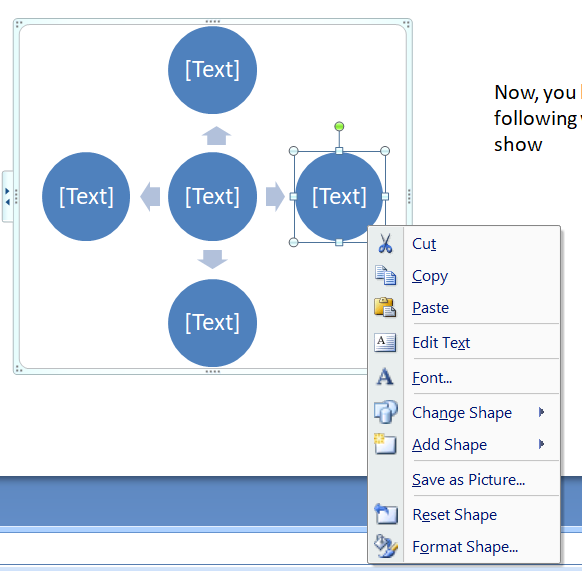 [Text]
[Text]
[Text]
[Text]
[Text]
Now, you
following
show
Cut
Copy
Paste
Edit Text
Font...
Change Shape
Add Shape
Save as Picture...
Reset Shape
Format Shape...